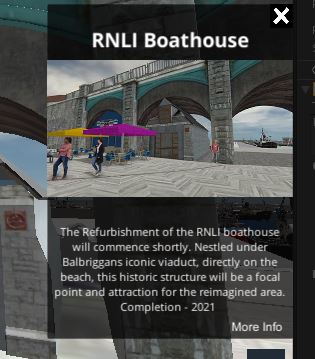 RNLI Boathouse
The Refurbishment of the RNLI boathouse
will commence shortly. Nestled under
Balbriggans iconic viaduct, directly on the
beach, this historic structure will be a focal
point and attraction for the reimagined area.
Completion - 2021
More Info